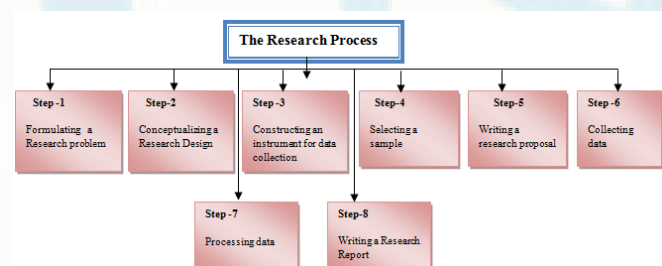 The Research Process
Step -1
Formulating a
Research problem
Step-2
Conceptualizing a
Research Design
Step -3
Constructing an
instrument for data
collection
Step-4
Selecting a
sample
Step-5
Writing a
research proposal
Step -6
Collecting
data
Step -7
Processing data
Step-8
Writing a Research
Report